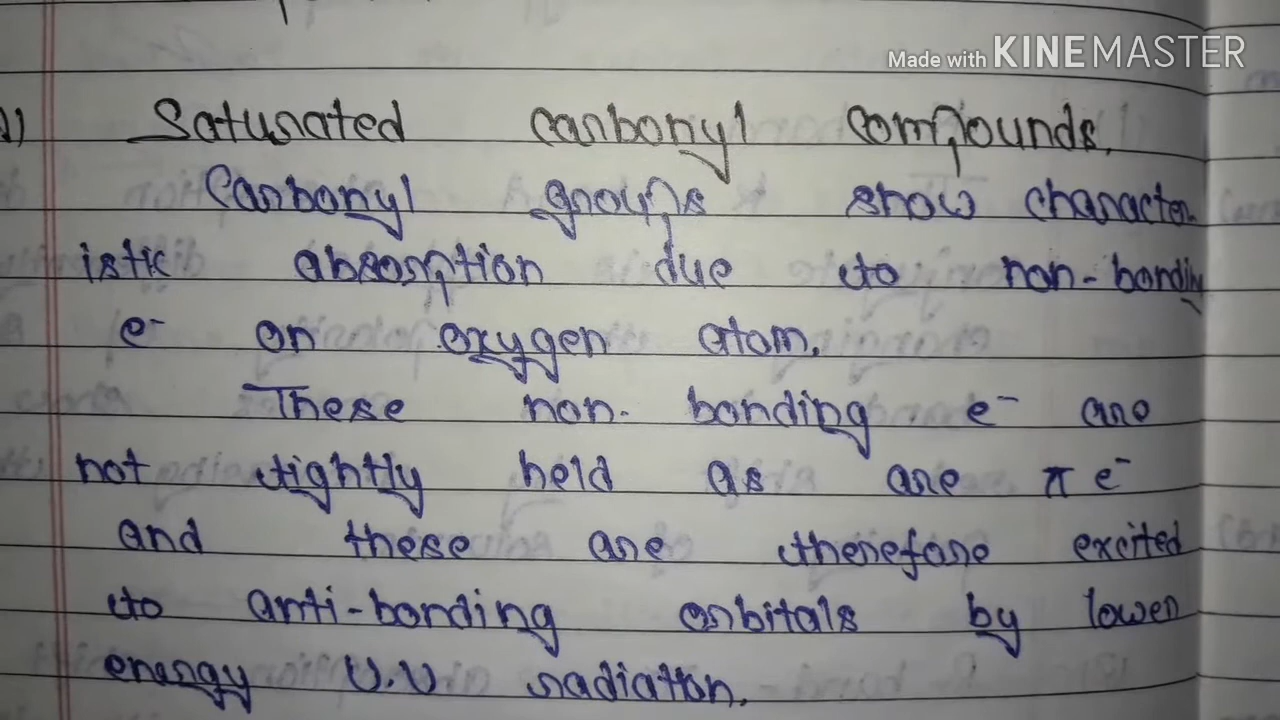 Made with KINEMASTER
Saturated carbonyl compounds.
Carbonyl groups show character
istic absorption due to non-bonding
e⁻ on oxygen atom.
These non-bonding e⁻ are
not tightly held as are π e⁻
and these are therefore excited
to anti-bonding orbitals by lower
energy U.V radiation.